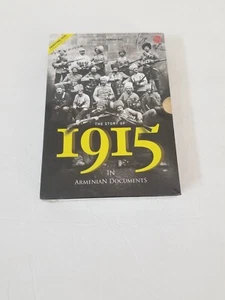 THE STORY OF
1915
IN
ARMENIAN DOCUMENTS